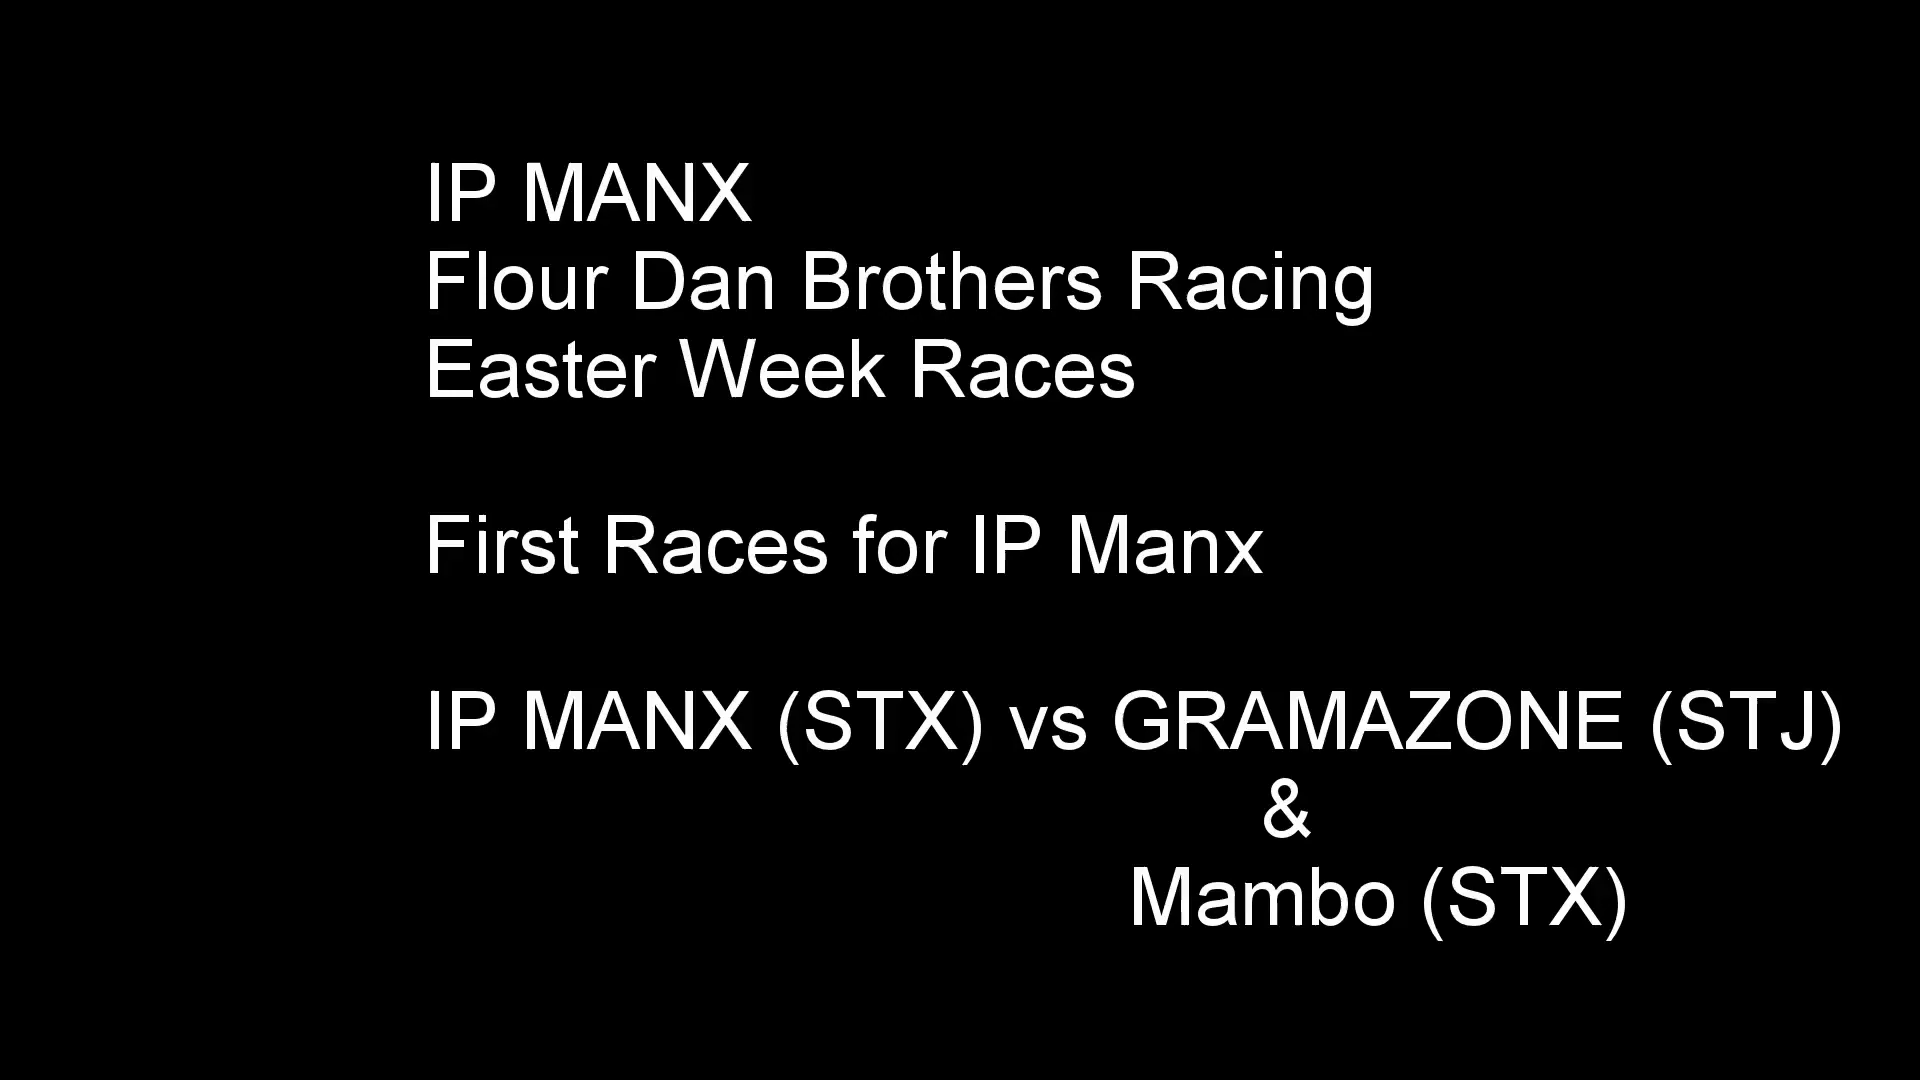 IP MANX
Flour Dan Brothers Racing
Easter Week Races
First Races for IP Manx
IP MANX (STX) vs GRAMAZONE (STJ)
&
Mambo (STX)